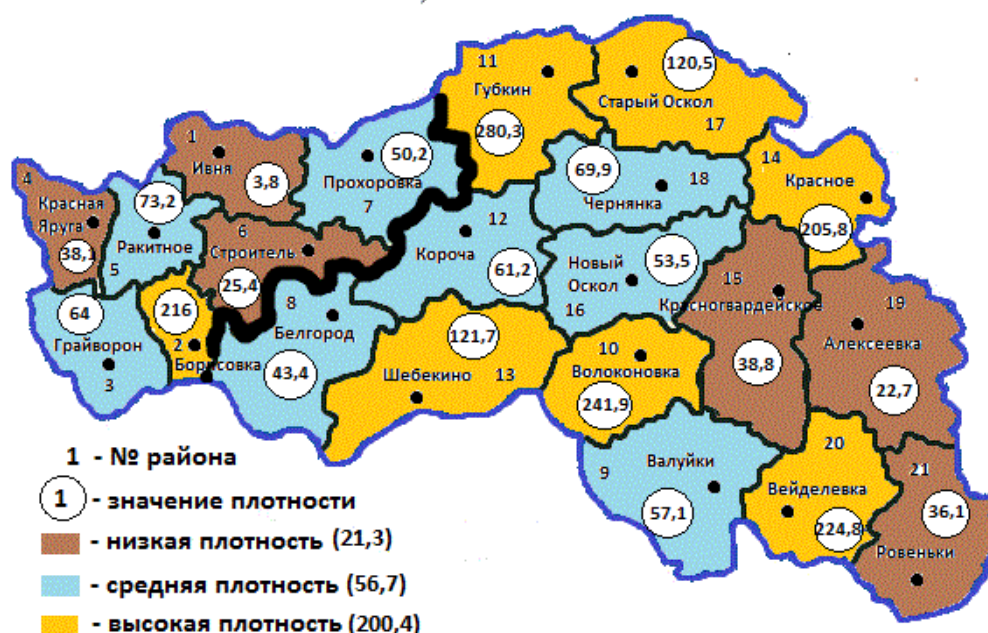 11
Губкин
280,3
120,5
Старый Оскол
17
1
Ивня
3,8
50,2
Прохоровка
7
4
Красная
Яруга
38,1
73,2
Ракитное
5
6
Строитель
25,4
69,9
18
Чернянка
14
Красное
205,8
12
Короча
61,2
Новый
Оскол
53,5
16
15
Красногвардейское
38,8
19
Алексеевка
22,7
64
Грайворон
3
216
2
Борисовка
8
Белгород
43,4
121,7
Шебекино
13
10
Волоконовка
241,9
9
Валуйки
57,1
20
Вейделевка
224,8
21
36,1
Ровеньки
1 - № района
1 - значение плотности
- низкая плотность (21,3)
- средняя плотность (56,7)
- высокая плотность (200,4)